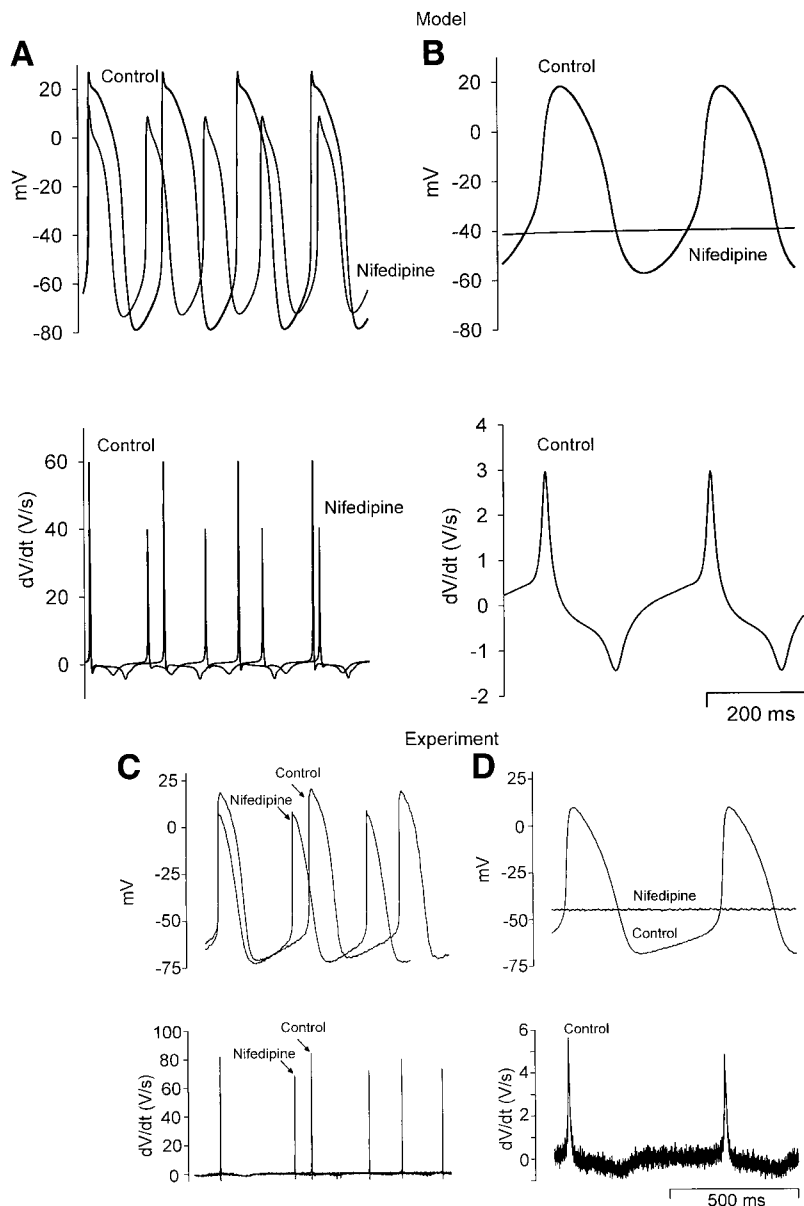 Model
A
Control
20
0
-20
-40
-60
-80
mV
Nifedipine
B
Control
20
0
-20
-40
-60
-80
mV
Nifedipine
Control
60
40
20
0
dV/dt (V/s)
Nifedipine
Control
4
3
2
1
0
-1
-2
dV/dt (V/s)
200 ms
Experiment
C
25
0
-25
-50
-75
mV
Control
Nifedipine
D
25
0
-25
-50
-75
mV
Nifedipine
Control
100
80
60
40
20
0
dV/dt (V/s)
Control
Nifedipine
6
4
2
0
dV/dt (V/s)
Control
500 ms